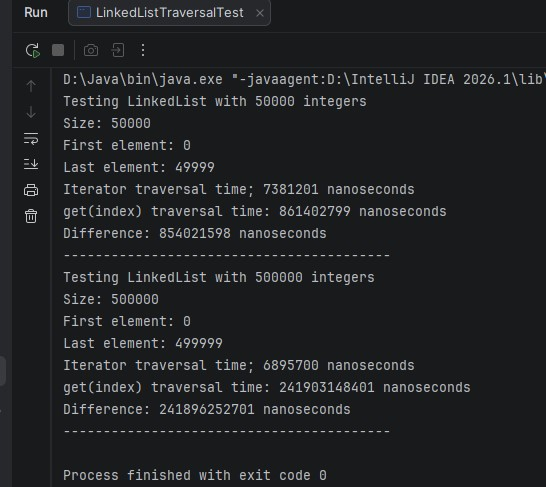 Run
LinkedListTraversalTest
D:\Java\bin\java.exe "-javaagent:D:\IntelliJ IDEA 2026.1\lib\
Testing LinkedList with 50000 integers
Size: 50000
First element: 0
Last element: 49999
Iterator traversal time; 7381201 nanoseconds
get(index) traversal time: 861402799 nanoseconds
Difference: 854021598 nanoseconds
-----------------------------------------
Testing LinkedList with 500000 integers
Size: 500000
First element: 0
Last element: 499999
Iterator traversal time; 6895700 nanoseconds
get(index) traversal time: 241903148401 nanoseconds
Difference: 241896252701 nanoseconds
-----------------------------------------
Process finished with exit code 0